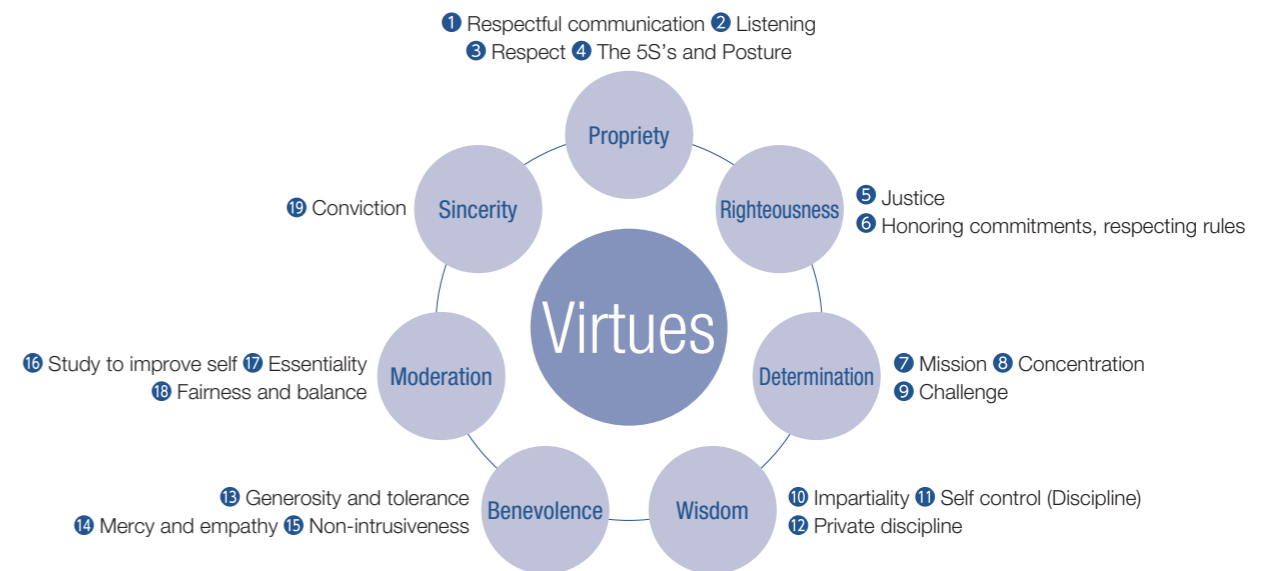 ❶ Respectful communication ❷ Listening
❸ Respect ❹ The 5S's and Posture
Propriety
Righteousness
❺ Justice
❻ Honoring commitments, respecting rules
Determination
❼ Mission ❽ Concentration
❾ Challenge
Wisdom
❿ Impartiality ⓫ Self control (Discipline)
⓬ Private discipline
Benevolence
⓭ Generosity and tolerance
⓮ Mercy and empathy ⓯ Non-intrusiveness
Moderation
⓰ Study to improve self ⓱ Essentiality
⓲ Fairness and balance
Sincerity
⓳ Conviction
Virtues